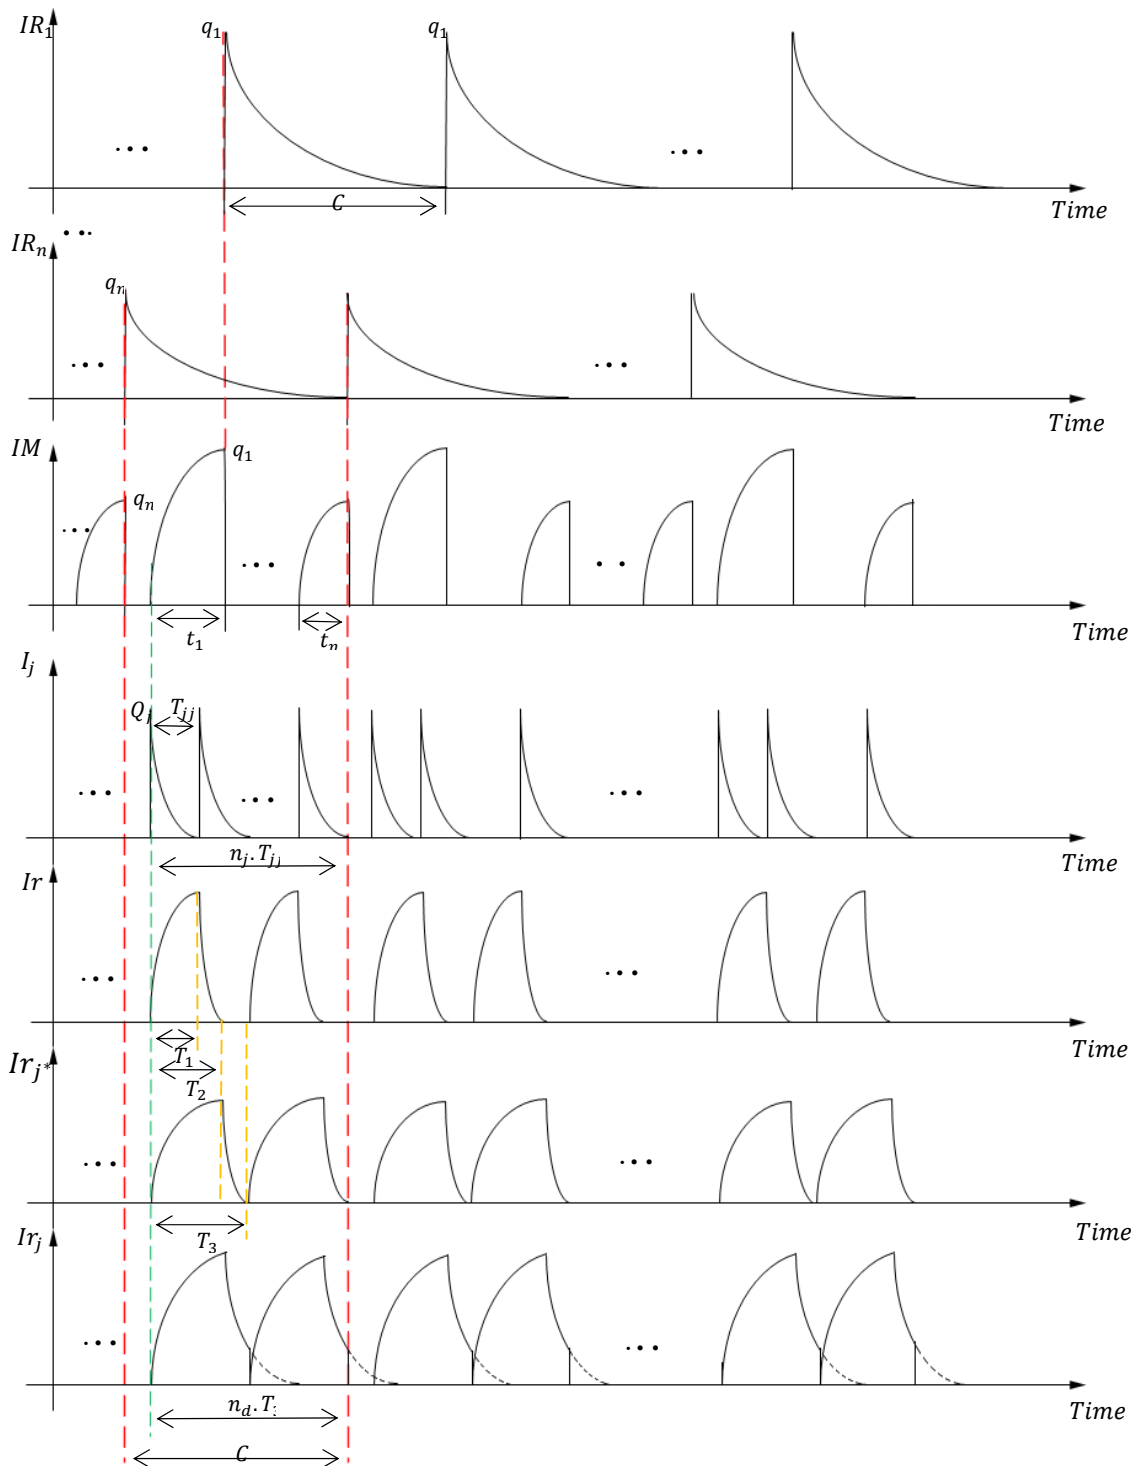 IR₁
q₁ q₁
...
...
C
Time
...
IRₙ
qₙ
...
...
Time
IM
q₁
qₙ
...
...
t₁
tₙ
Time
Iⱼ
Qⱼ
Tⱼⱼ
...
...
...
nⱼ.Tⱼⱼ
Time
Ir
...
...
T₁
Time
Irⱼ*
T₂
...
...
T₃
Time
Irⱼ
...
...
Time
C